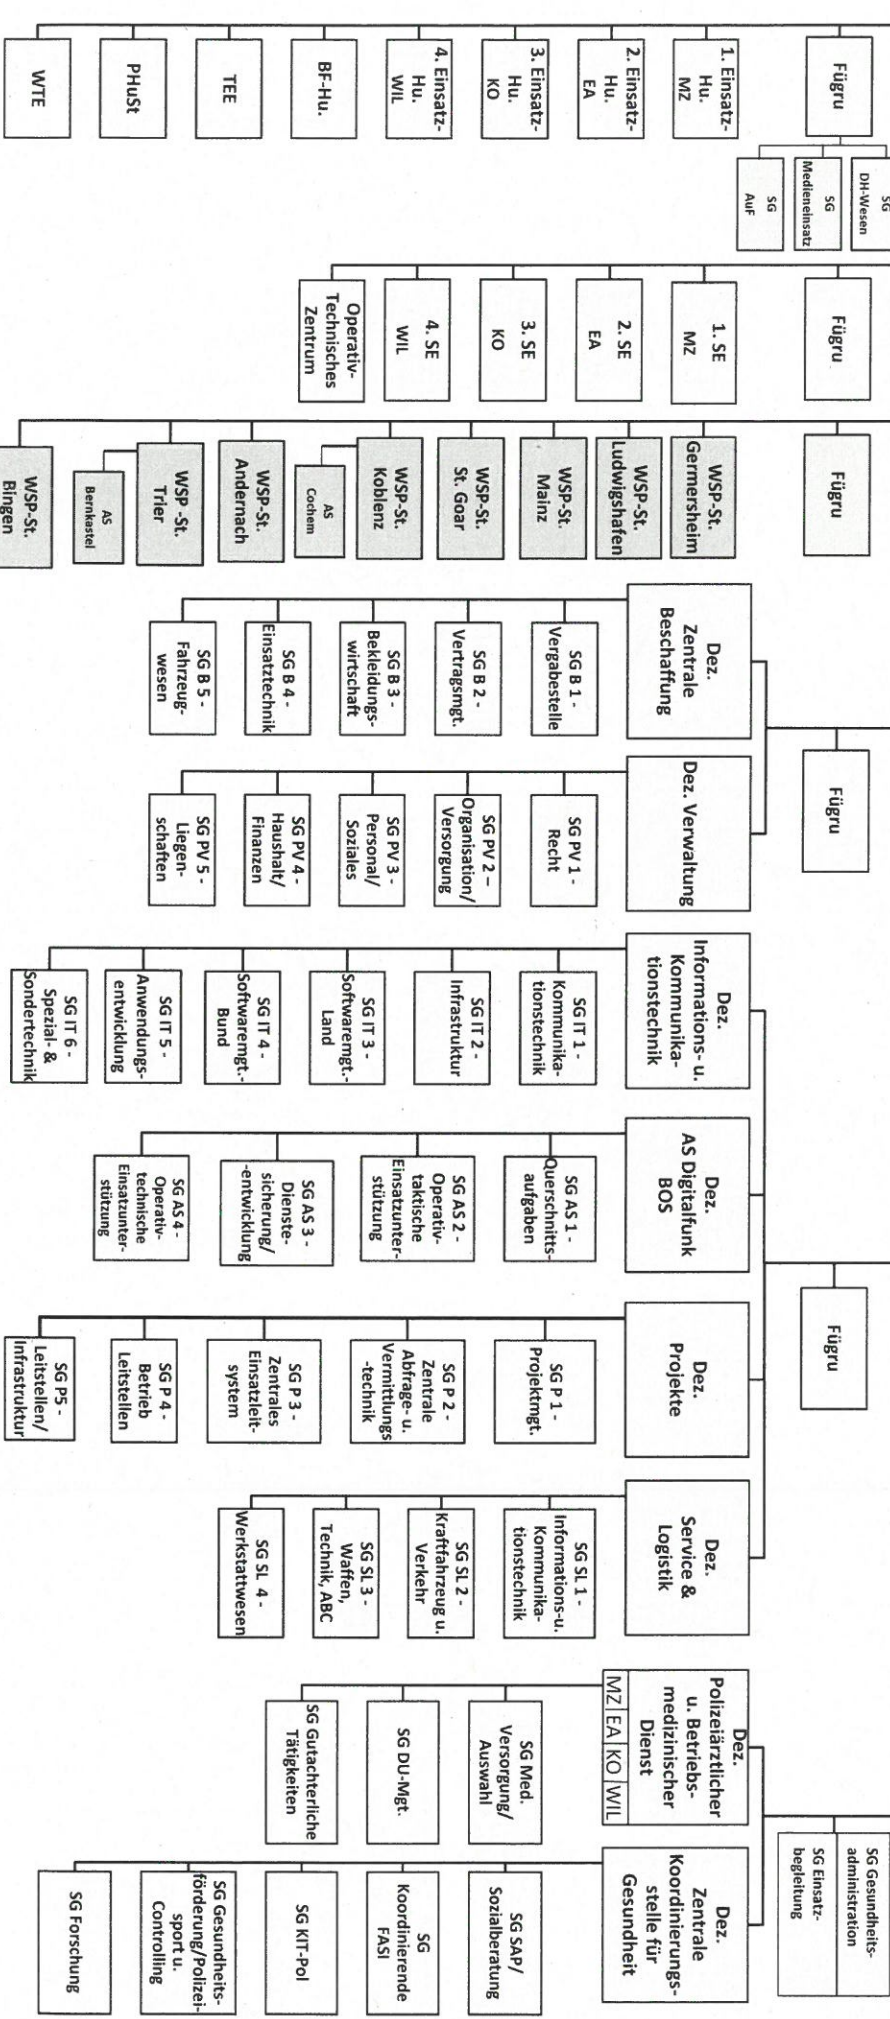 Fügru
SG
DH-Wesen
SG
Medieneinsatz
SG
AuF
1. Einsatz-
Hu.
MZ
2. Einsatz-
Hu.
EA
3. Einsatz-
Hu.
KO
4. Einsatz-
Hu.
WIL
BF-Hu.
TEE
PHuSt
WTE
Fügru
1. SE
MZ
2. SE
EA
3. SE
KO
4. SE
WIL
Operativ-
Technisches
Zentrum
Fügru
WSP-St.
Germersheim
WSP-St.
Ludwigshafen
WSP-St.
Mainz
WSP-St.
St. Goar
WSP-St.
Koblenz
AS
Cochem
WSP-St.
Andernach
WSP -St.
Trier
AS
Bernkastel
WSP-St.
Bingen
Fügru
Dez.
Zentrale
Beschaffung
SG B 1 -
Vergabestelle
SG B 2 -
Vertragsmgt.
SG B 3 -
Bekleidungs-
wirtschaft
SG B 4 -
Einsatztechnik
SG B 5 -
Fahrzeug-
wesen
Dez. Verwaltung
SG PV 1 -
Recht
SG PV 2 –
Organisation/
Versorgung
SG PV 3 -
Personal/
Soziales
SG PV 4 -
Haushalt/
Finanzen
SG PV 5 -
Liegen-
schaften
Fügru
Dez.
Informations- u.
Kommunika-
tionstechnik
SG IT 1 -
Kommunika-
tionstechnik
SG IT 2 -
Infrastruktur
SG IT 3 -
Softwaremgt.-
Land
SG IT 4 -
Softwaremgt.-
Bund
SG IT 5 -
Anwendungs-
entwicklung
SG IT 6 -
Spezial- &
Sondertechnik
Dez.
AS Digitalfunk
BOS
SG AS 1 -
Querschnitts-
aufgaben
SG AS 2 -
Operativ-
taktische
Einsatzunter-
stützung
SG AS 3 -
Dienste-
sicherung/
-entwicklung
SG AS 4 -
Operativ-
technische
Einsatzunter-
stützung
Dez.
Projekte
SG P 1 -
Projektmgt.
SG P 2 -
Zentrale
Abfrage- u.
Vermittlungs
-technik
SG P 3 -
Zentrales
Einsatzleit-
system
SG P 4 -
Betrieb
Leitstellen
SG P5 -
Leitstellen/
Infrastruktur
Dez.
Service &
Logistik
SG SL 1 -
Informations-u.
Kommunika-
tionstechnik
SG SL 2 -
Kraftfahrzeug u.
Verkehr
SG SL 3 -
Waffen,
Technik, ABC
SG SL 4 -
Werkstattwesen
SG Gesundheits-
administration
SG Einsatz-
begleitung
Dez.
Polizeiärztlicher
u. Betriebs-
medizinischer
Dienst
MZ EA KO WIL
SG Med.
Versorgung/
Auswahl
SG DU-Mgt.
SG Gutachterliche
Tätigkeiten
Dez.
Zentrale
Koordinierungs-
stelle für
Gesundheit
SG SAP/
Sozialberatung
SG
Koordinierende
FASI
SG KIT-Pol
SG Gesundheits-
förderung/Polizei-
sport u.
Controlling
SG Forschung